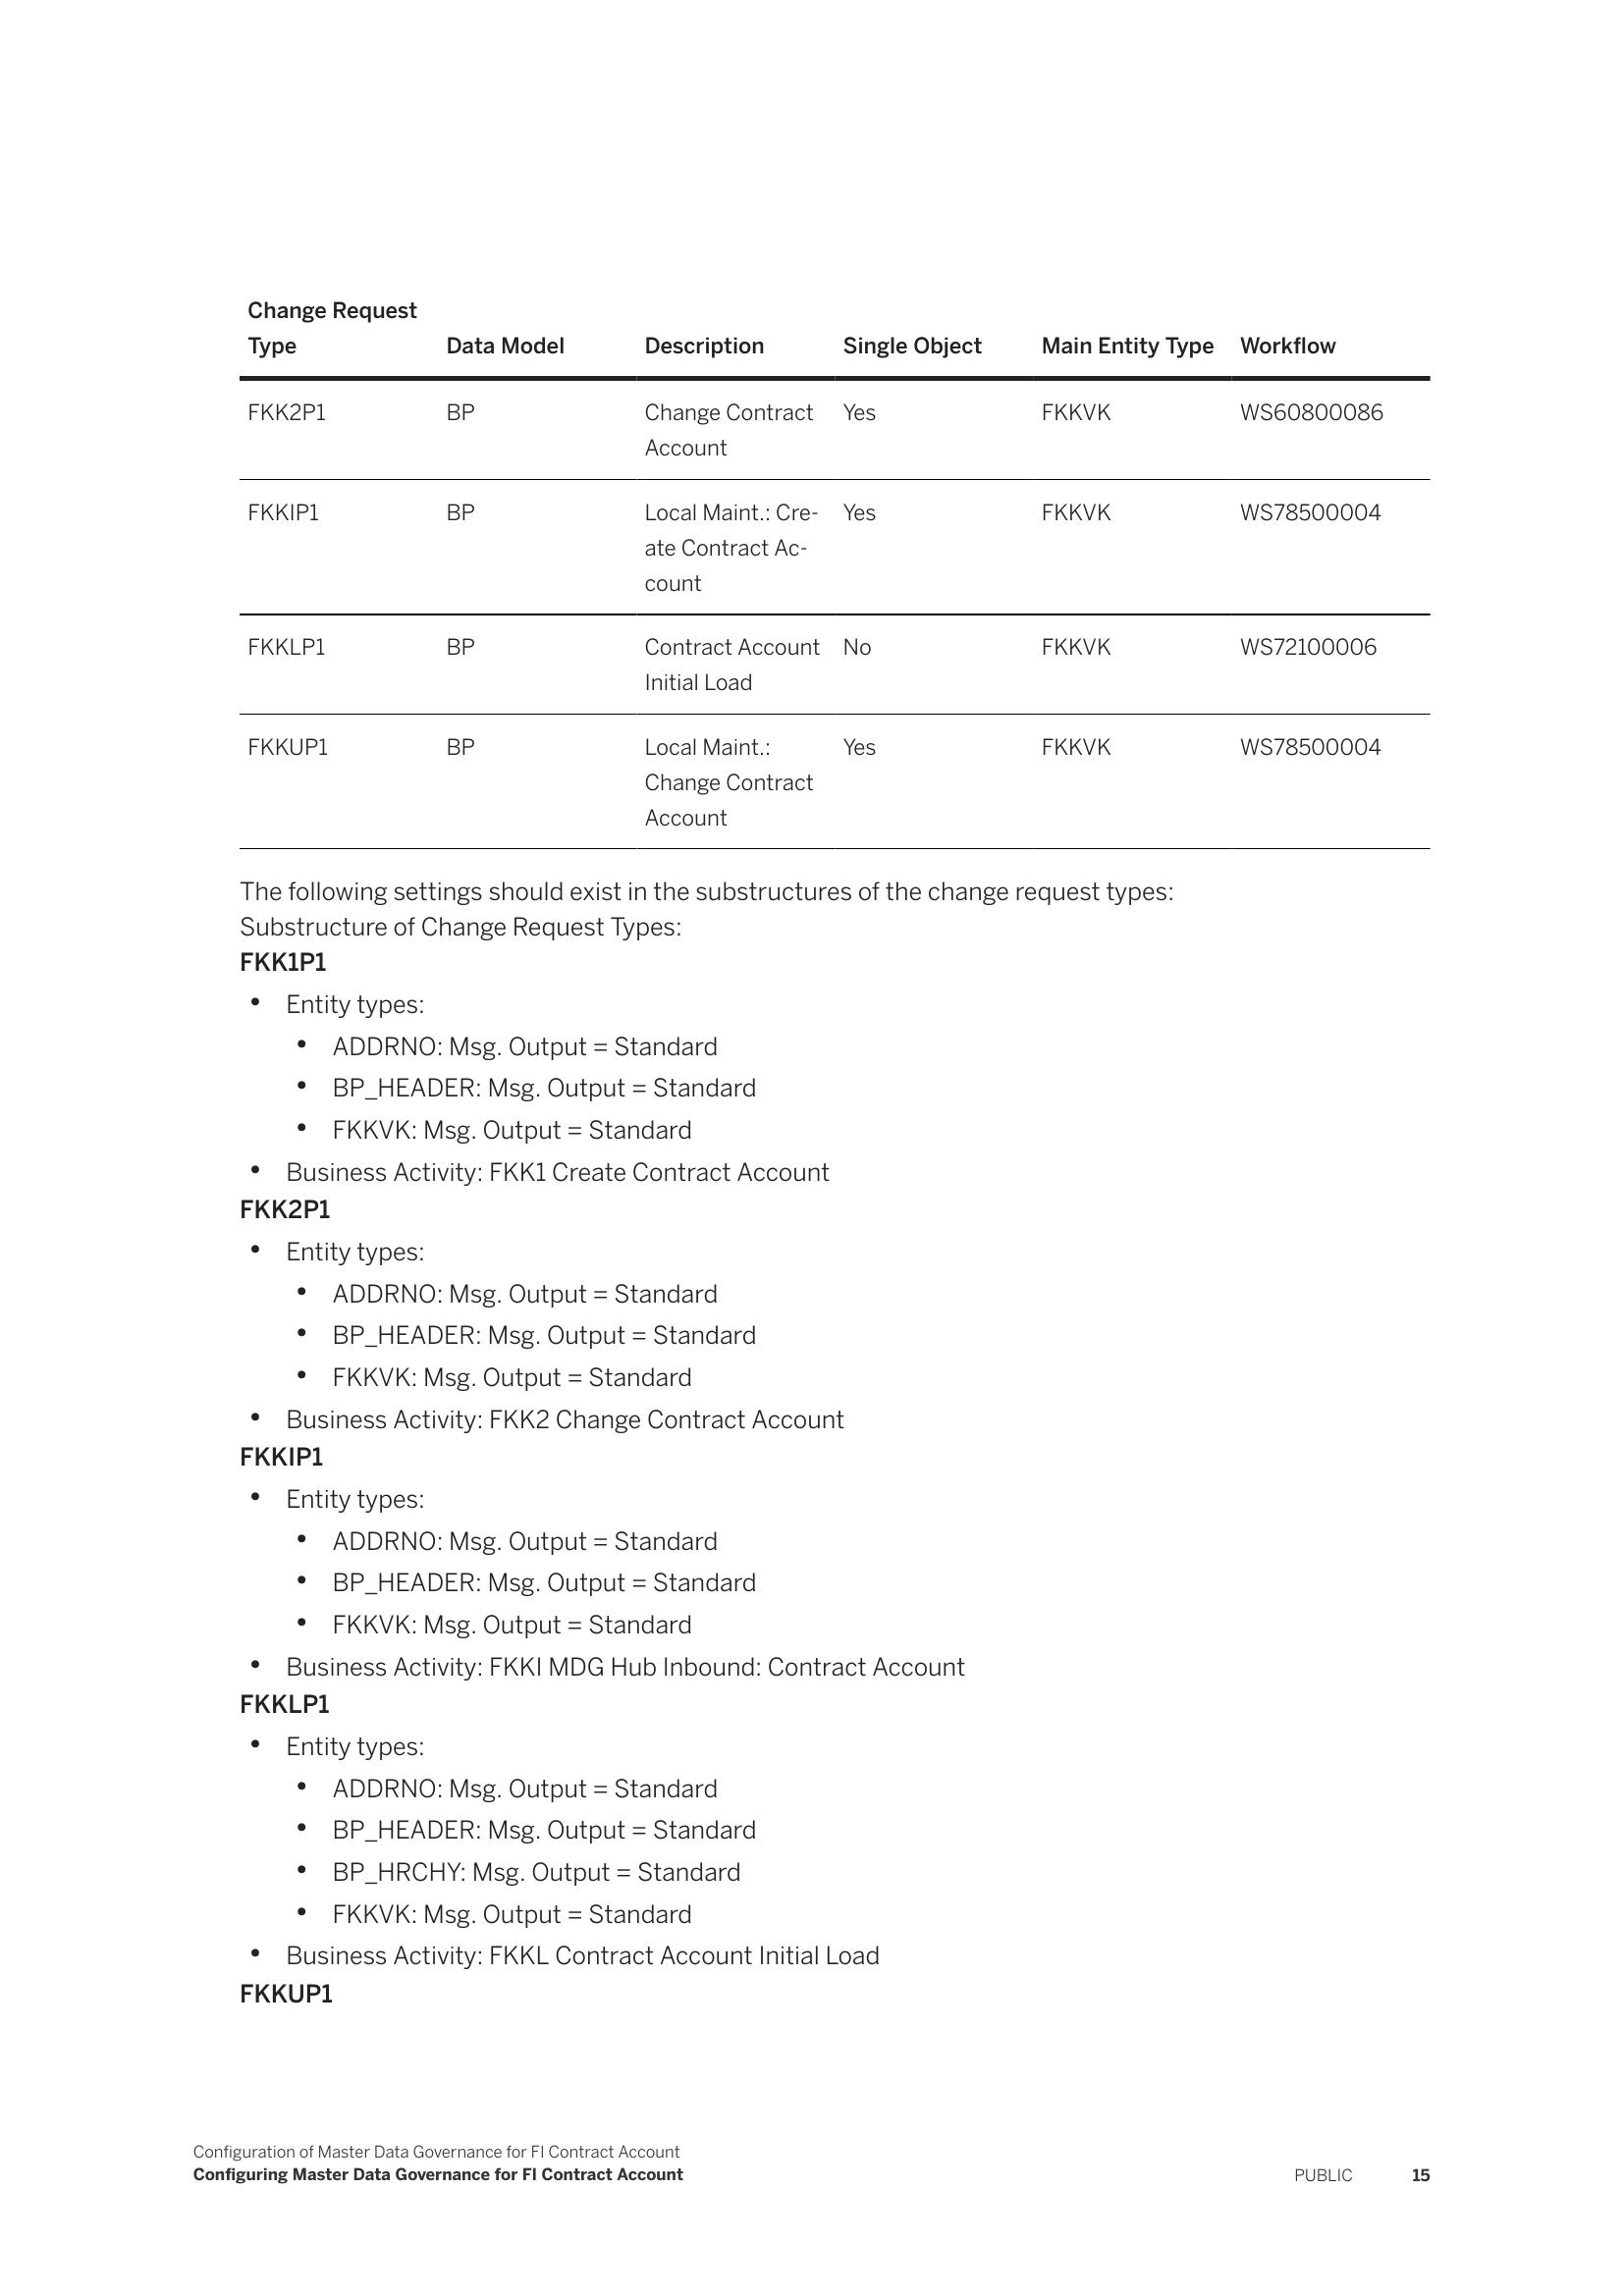 Change Request
Type Data Model Description Single Object Main Entity Type Workflow
FKK2P1 BP Change Contract Yes FKKVK WS60800086
Account
FKKIP1 BP Local Maint.: Cre- Yes FKKVK WS78500004
ate Contract Ac-
count
FKKLP1 BP Contract Account No FKKVK WS72100006
Initial Load
FKKUP1 BP Local Maint.: Yes FKKVK WS78500004
Change Contract
Account
The following settings should exist in the substructures of the change request types:
Substructure of Change Request Types:
FKK1P1
• Entity types:
• ADDRNO: Msg. Output = Standard
• BP_HEADER: Msg. Output = Standard
• FKKVK: Msg. Output = Standard
• Business Activity: FKK1 Create Contract Account
FKK2P1
• Entity types:
• ADDRNO: Msg. Output = Standard
• BP_HEADER: Msg. Output = Standard
• FKKVK: Msg. Output = Standard
• Business Activity: FKK2 Change Contract Account
FKKIP1
• Entity types:
• ADDRNO: Msg. Output = Standard
• BP_HEADER: Msg. Output = Standard
• FKKVK: Msg. Output = Standard
• Business Activity: FKKI MDG Hub Inbound: Contract Account
FKKLP1
• Entity types:
• ADDRNO: Msg. Output = Standard
• BP_HEADER: Msg. Output = Standard
• BP_HRCHY: Msg. Output = Standard
• FKKVK: Msg. Output = Standard
• Business Activity: FKKL Contract Account Initial Load
FKKUP1
Configuration of Master Data Governance for FI Contract Account
Configuring Master Data Governance for FI Contract Account PUBLIC 15